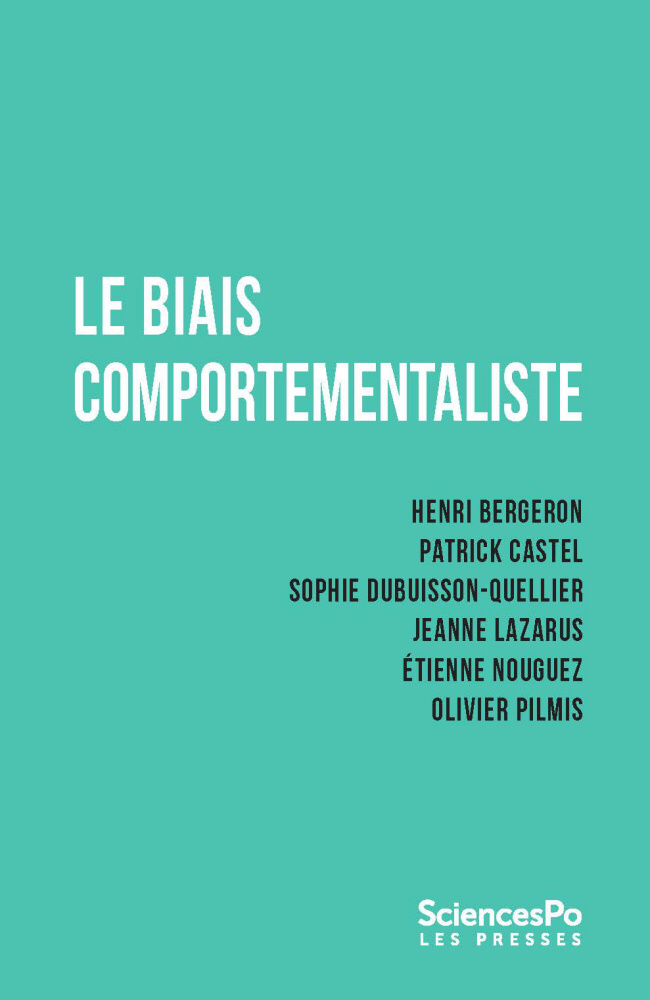 LE BIAIS
COMPORTEMENTALISTE
HENRI BERGERON
PATRICK CASTEL
SOPHIE DUBUISSON-QUELLIER
JEANNE LAZARUS
ÉTIENNE NOUGUEZ
OLIVIER PILMIS
SciencesPo
LES PRESSES